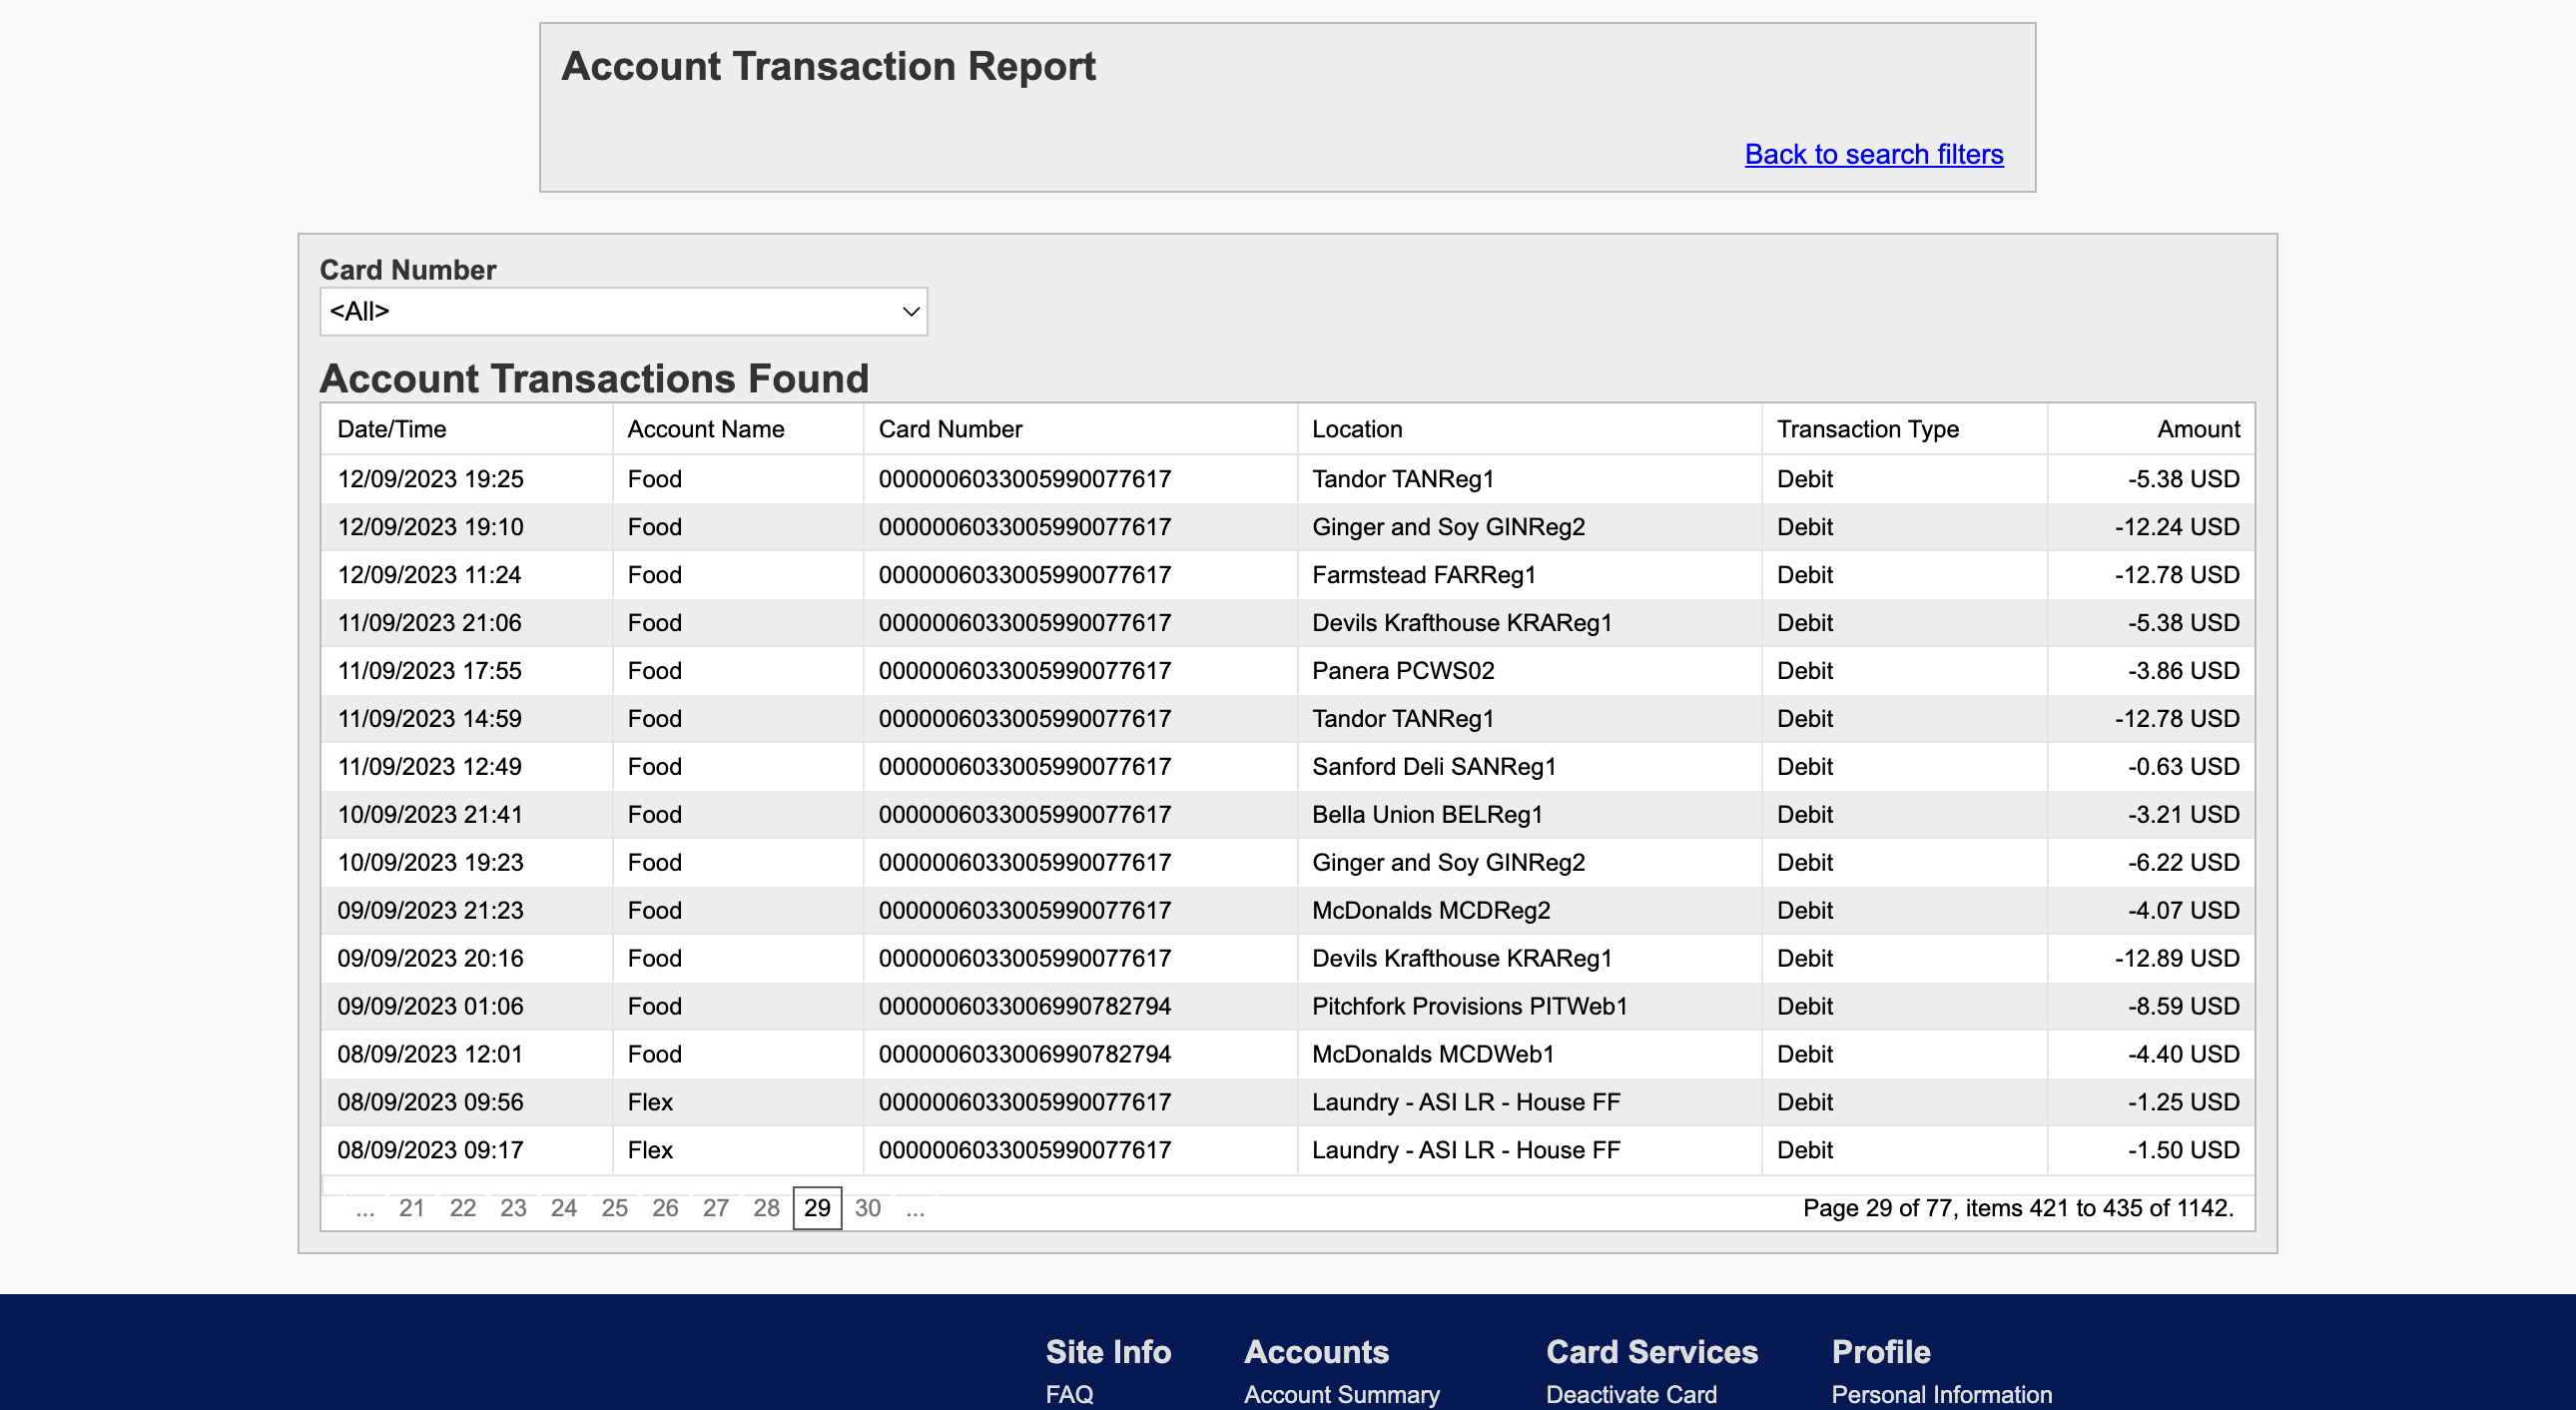 Account Transaction Report
Back to search filters
Card Number
<All>
Account Transactions Found
Date/Time Account Name Card Number Location Transaction Type Amount
12/09/2023 19:25 Food 0000006033005990077617 Tandor TANReg1 Debit -5.38 USD
12/09/2023 19:10 Food 0000006033005990077617 Ginger and Soy GINReg2 Debit -12.24 USD
12/09/2023 11:24 Food 0000006033005990077617 Farmstead FARReg1 Debit -12.78 USD
11/09/2023 21:06 Food 0000006033005990077617 Devils Krafthouse KRAReg1 Debit -5.38 USD
11/09/2023 17:55 Food 0000006033005990077617 Panera PCWS02 Debit -3.86 USD
11/09/2023 14:59 Food 0000006033005990077617 Tandor TANReg1 Debit -12.78 USD
11/09/2023 12:49 Food 0000006033005990077617 Sanford Deli SANReg1 Debit -0.63 USD
10/09/2023 21:41 Food 0000006033005990077617 Bella Union BELReg1 Debit -3.21 USD
10/09/2023 19:23 Food 0000006033005990077617 Ginger and Soy GINReg2 Debit -6.22 USD
09/09/2023 21:23 Food 0000006033005990077617 McDonalds MCDReg2 Debit -4.07 USD
09/09/2023 20:16 Food 0000006033005990077617 Devils Krafthouse KRAReg1 Debit -12.89 USD
09/09/2023 01:06 Food 0000006033006990782794 Pitchfork Provisions PITWeb1 Debit -8.59 USD
08/09/2023 12:01 Food 0000006033006990782794 McDonalds MCDWeb1 Debit -4.40 USD
08/09/2023 09:56 Flex 0000006033005990077617 Laundry - ASI LR - House FF Debit -1.25 USD
08/09/2023 09:17 Flex 0000006033005990077617 Laundry - ASI LR - House FF Debit -1.50 USD
... 21 22 23 24 25 26 27 28 29 30 ... Page 29 of 77, items 421 to 435 of 1142.
Site Info Accounts Card Services Profile
FAQ Account Summary Deactivate Card Personal Information